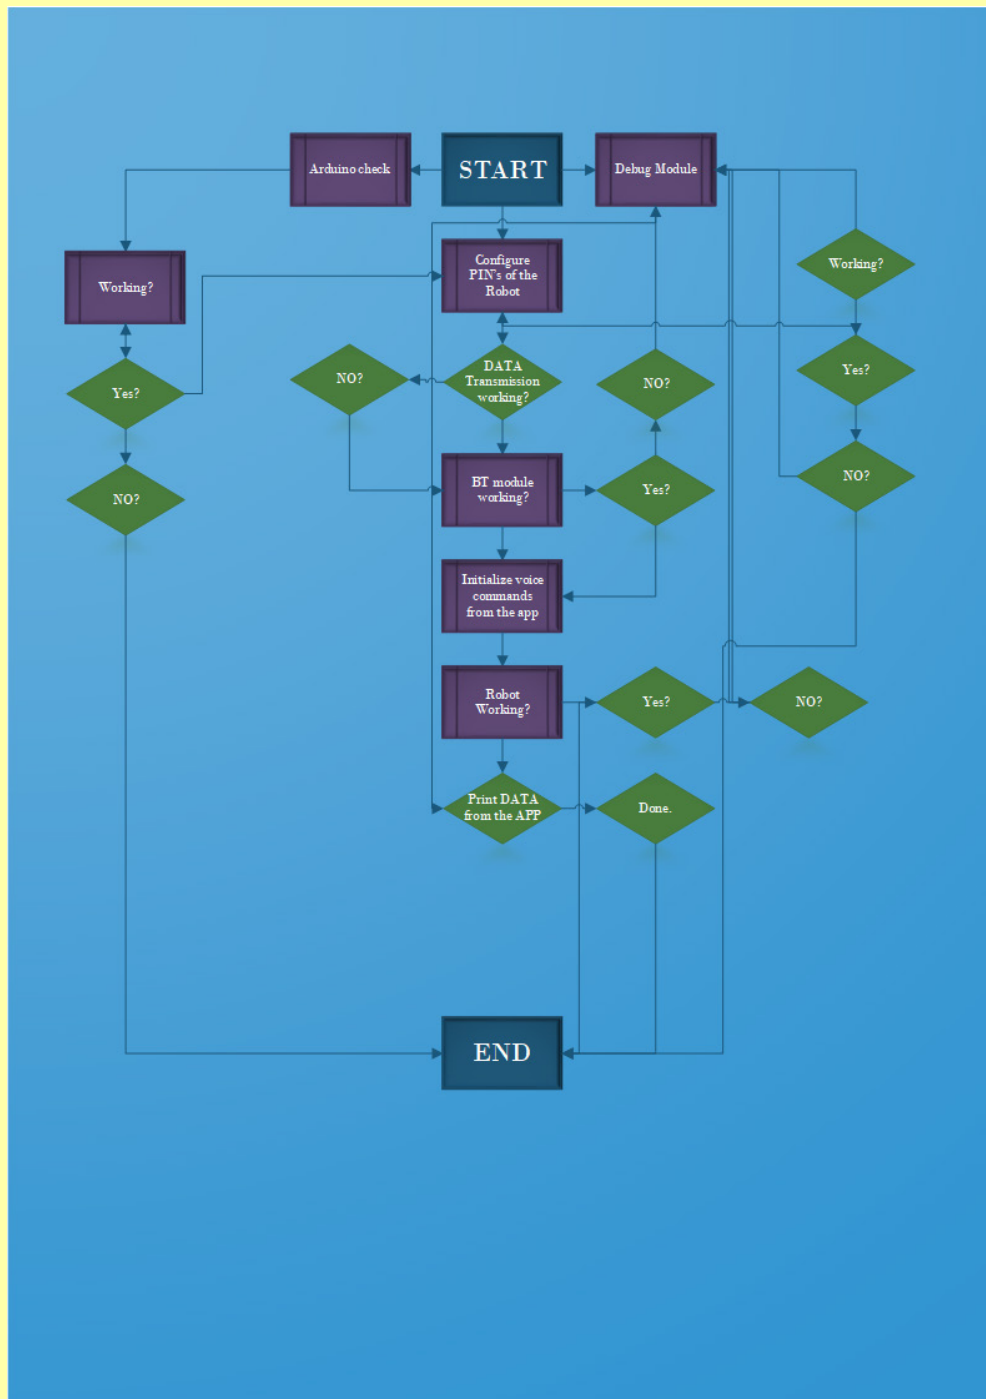 Arduino check
START
Debug Module
Configure
PIN's of the
Robot
Working?
Working?
DATA
Transmission
working?
NO?
NO?
Yes?
Yes?
NO?
BT module
working?
Yes?
NO?
Initialize voice
commands
from the app
Robot
Working?
Yes?
NO?
Print DATA
from the APP
Done.
END